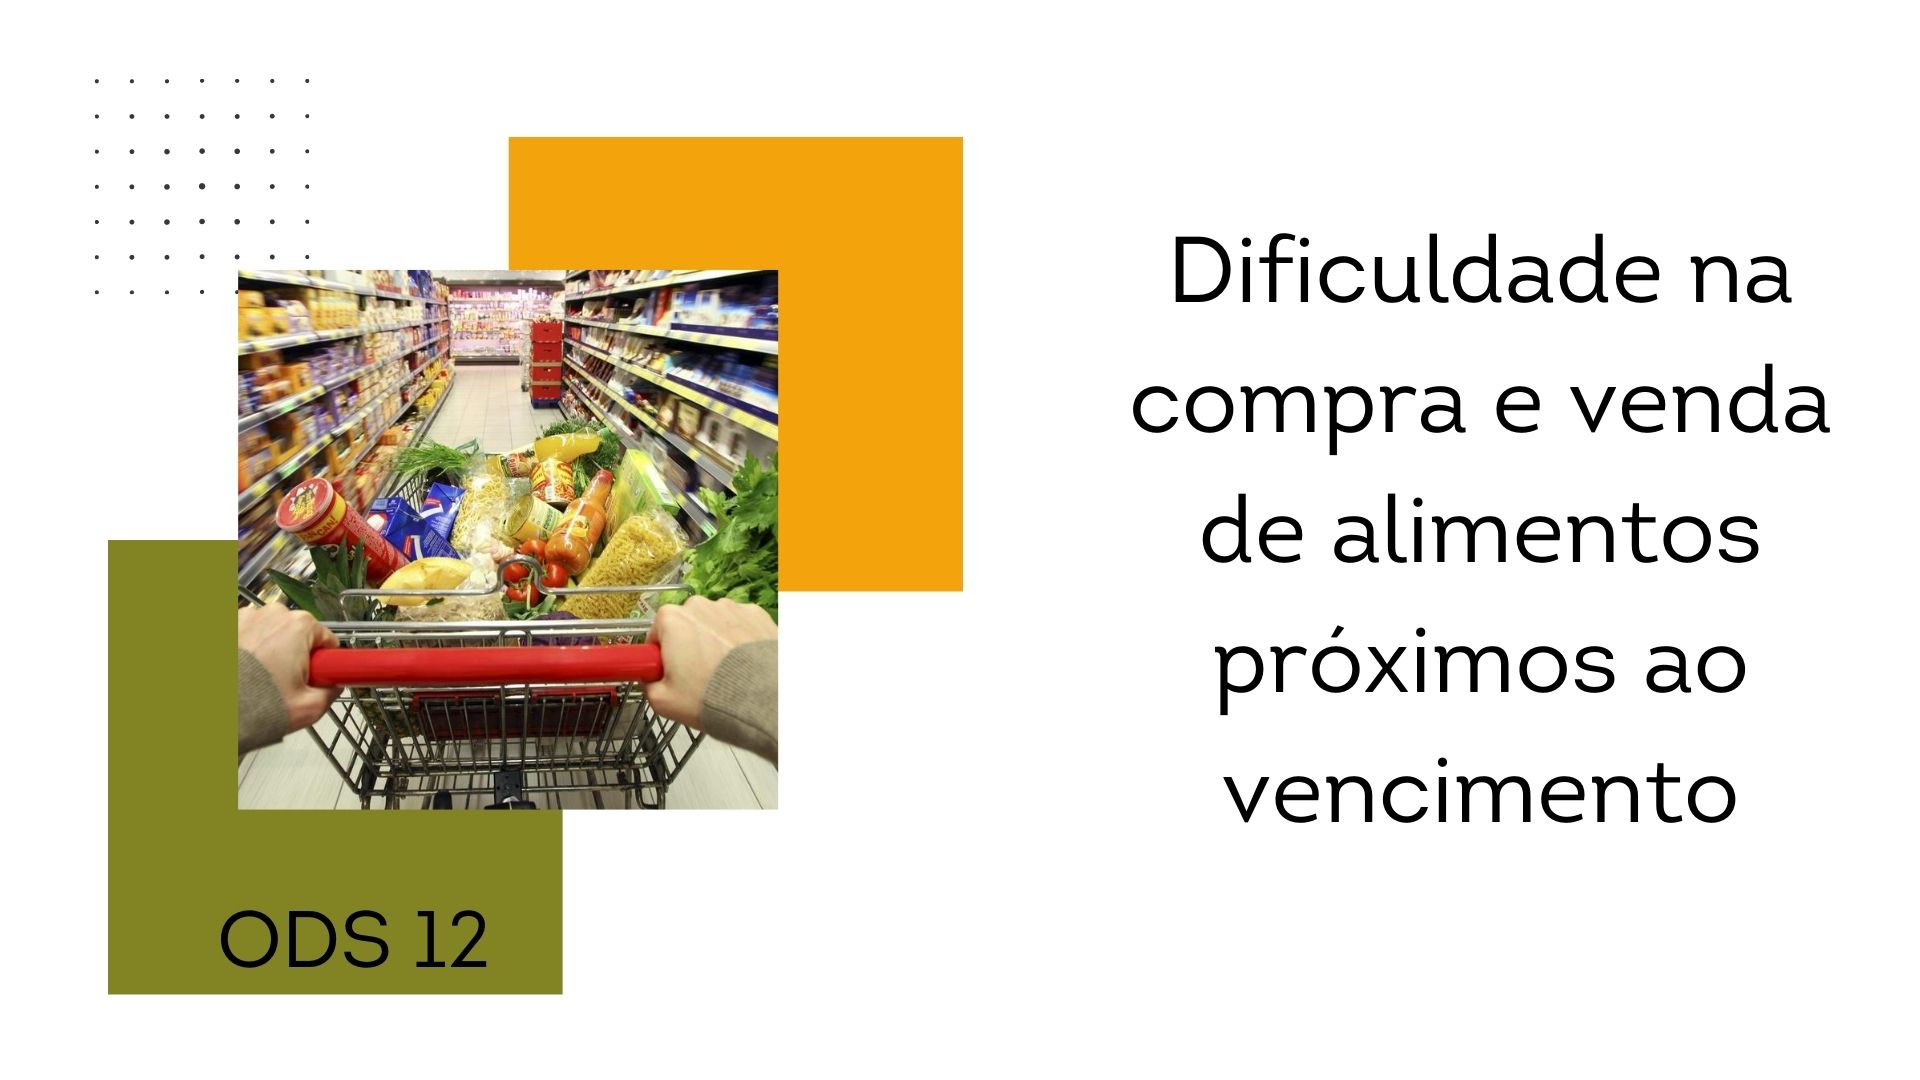 Dificuldade na
compra e venda
de alimentos
próximos ao
vencimento
ODS 12